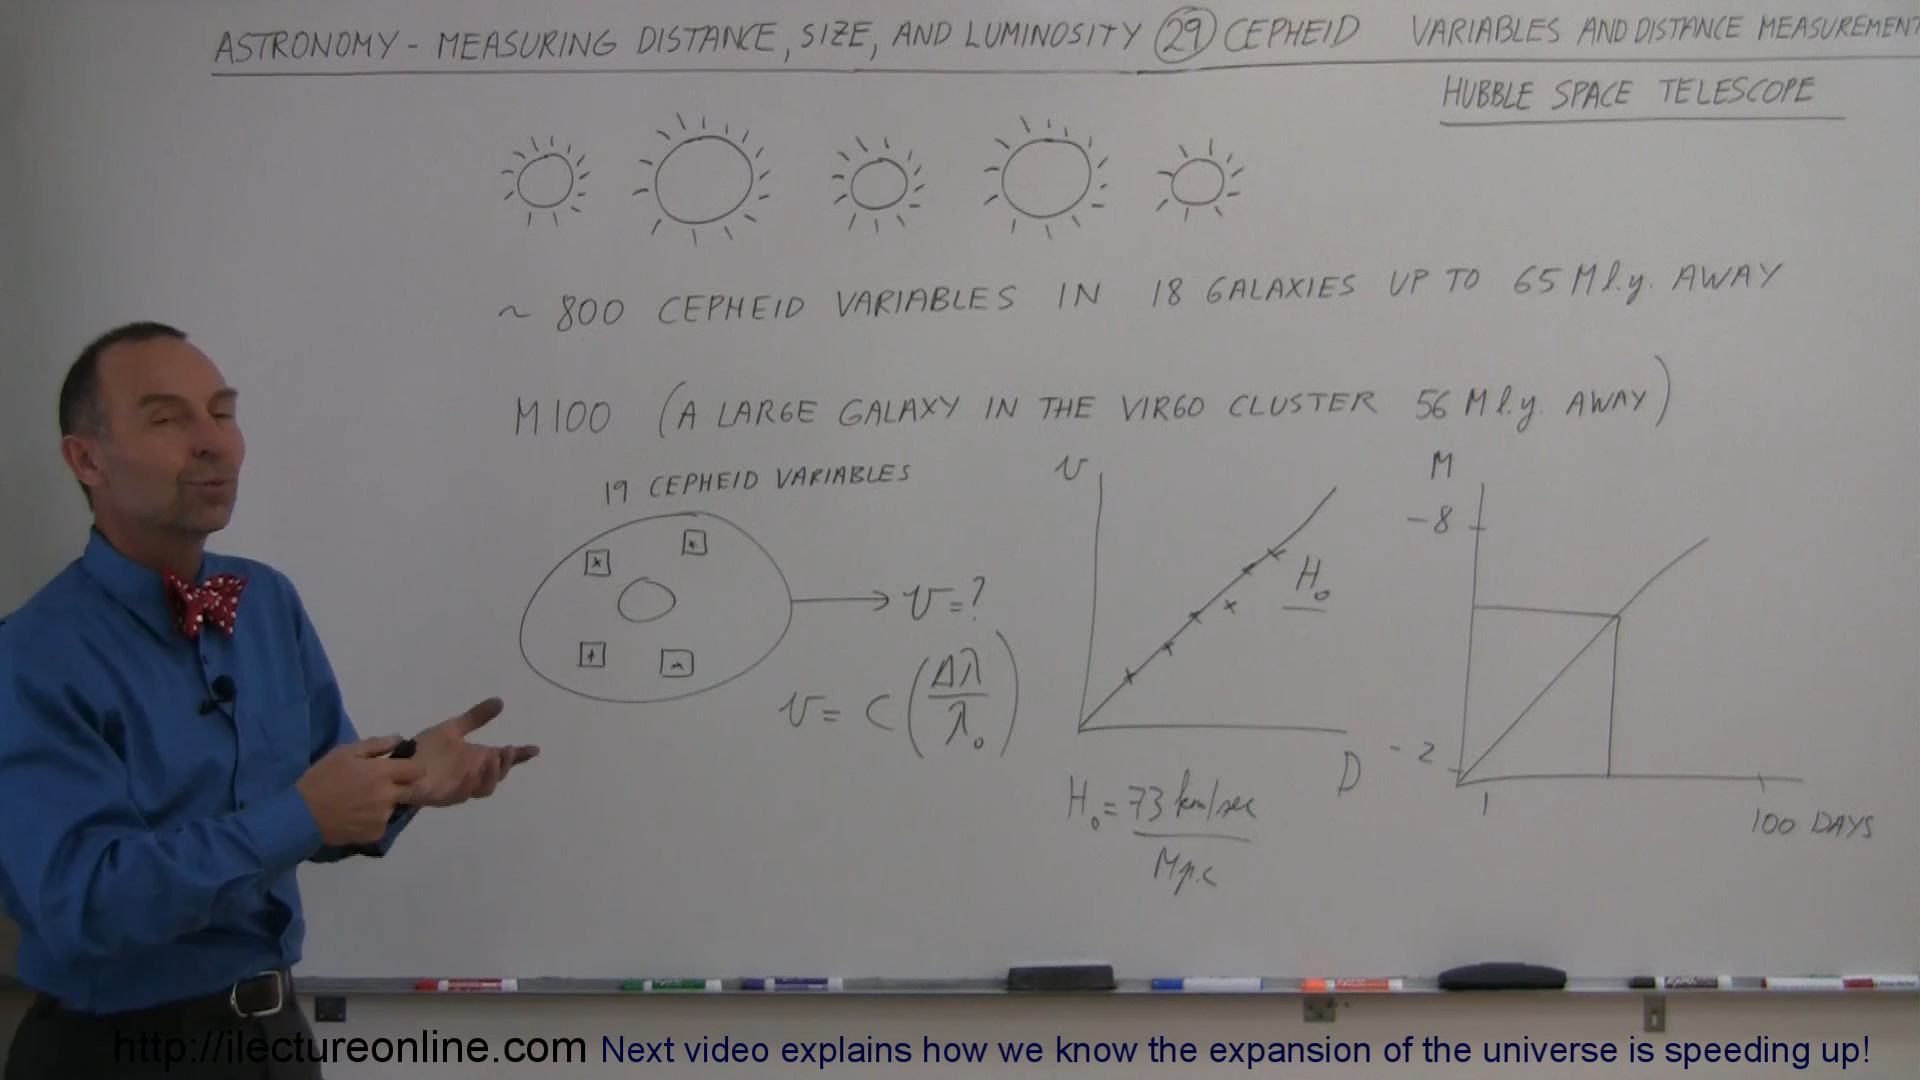 ASTRONOMY - MEASURING DISTANCE, SIZE, AND LUMINOSITY 29 CEPHEID VARIABLES AND DISTANCE MEASUREMENT
HUBBLE SPACE TELESCOPE
~ 800 CEPHEID VARIABLES IN 18 GALAXIES UP TO 65 M l.y. AWAY
M100 (A LARGE GALAXY IN THE VIRGO CLUSTER 56 M l.y. AWAY)
19 CEPHEID VARIABLES
v = ?
v = c (Δλ/λ₀)
v
H₀
D
H₀ = 73 km/sec
Mpc
M
-8
-2
1
100 DAYS
http://ilectureonline.com Next video explains how we know the expansion of the universe is speeding up!